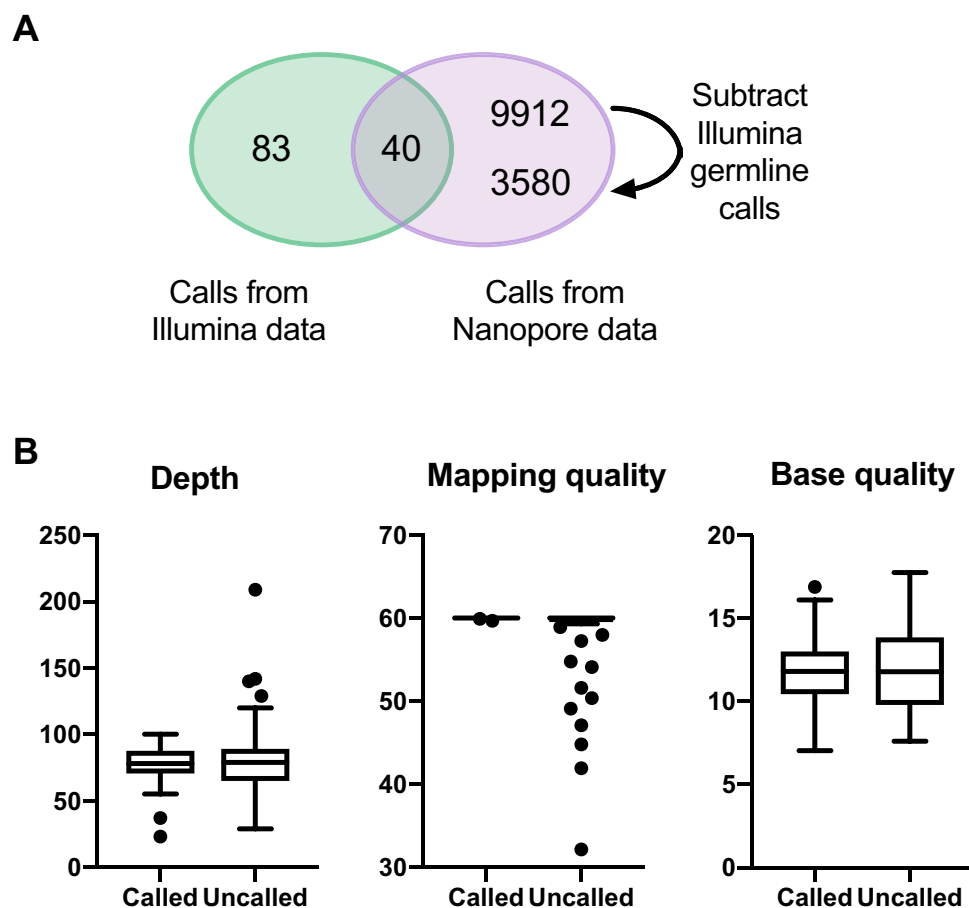 A
83
40
9912
3580
Subtract
Illumina
germline
calls
Calls from
Illumina data
Calls from
Nanopore data
B
Depth
250
200
150
100
50
0
Called Uncalled
Mapping quality
70
60
50
40
30
Called Uncalled
Base quality
20
15
10
5
0
Called Uncalled